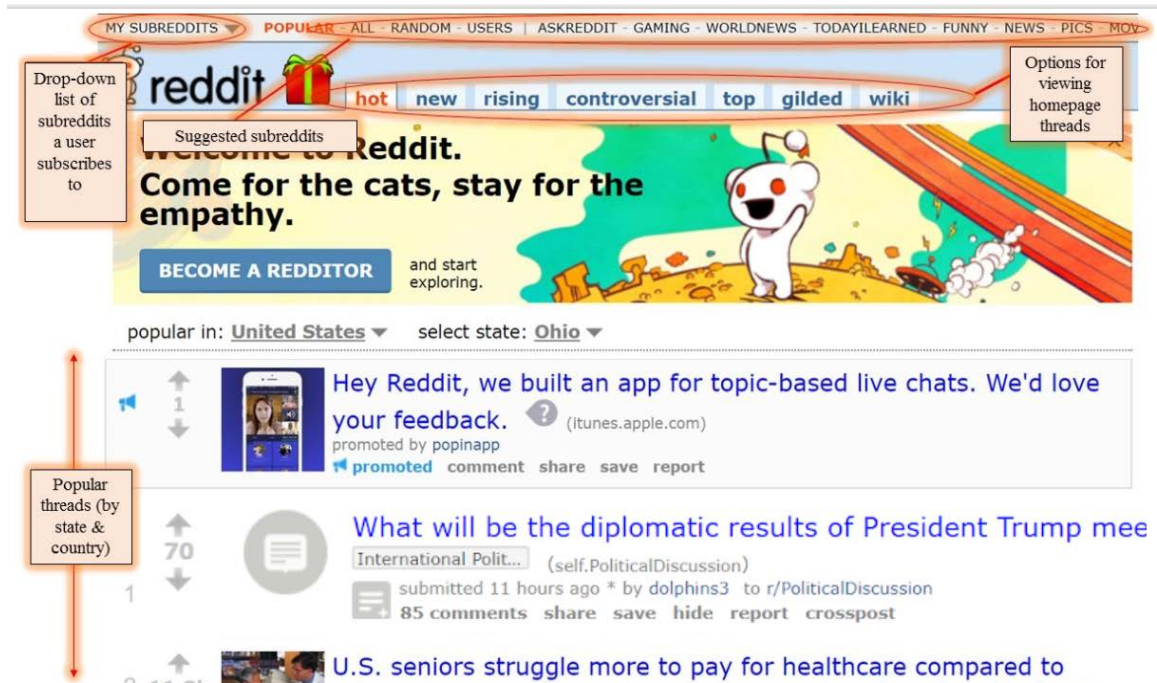 MY SUBREDDITS POPULAR - ALL - RANDOM - USERS | ASKREDDIT - GAMING - WORLDNEWS - TODAYILEARNED - FUNNY - NEWS - PICS - MOV
Drop-down
list of
subreddits
a user
subscribes
to
reddit
hot new rising controversial top gilded wiki
Options for
viewing
homepage
threads
Suggested subreddits
Welcome to Reddit.
Come for the cats, stay for the
empathy.
BECOME A REDDITOR
and start
exploring.
popular in: United States select state: Ohio
1
Hey Reddit, we built an app for topic-based live chats. We'd love
your feedback. ? (itunes.apple.com)
promoted by popinapp
promoted comment share save report
Popular
threads (by
state &
country)
1
70
What will be the diplomatic results of President Trump mee
International Polit... (self.PoliticalDiscussion)
submitted 11 hours ago * by dolphins3 to r/PoliticalDiscussion
85 comments share save hide report crosspost
U.S. seniors struggle more to pay for healthcare compared to